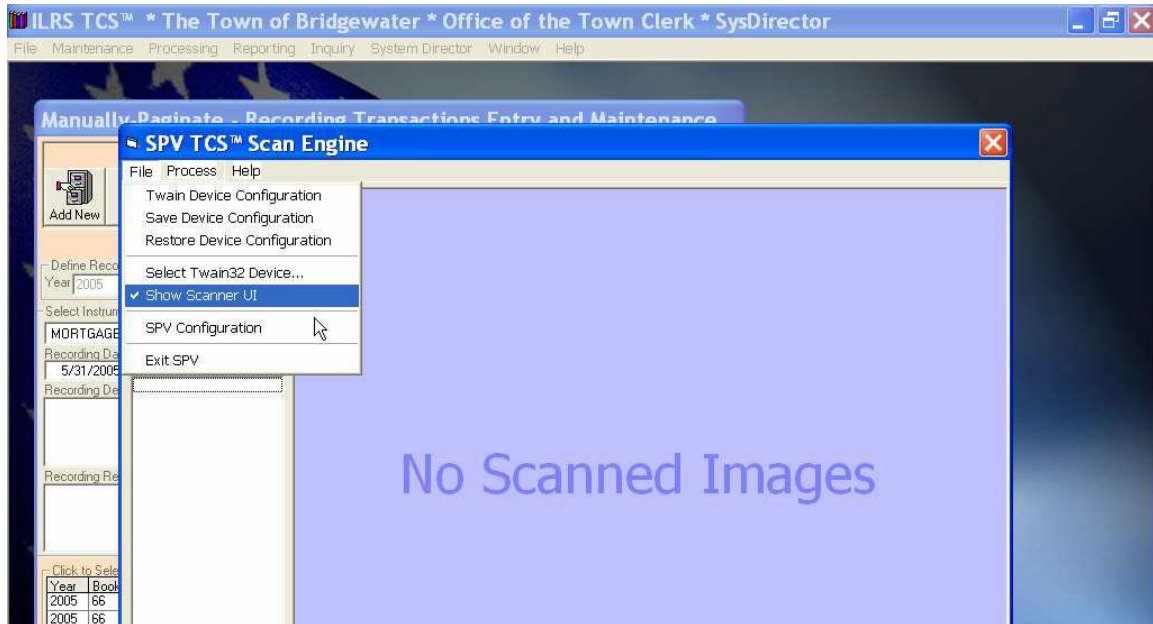 ILRS TCS™ * The Town of Bridgewater * Office of the Town Clerk * SysDirector
File Maintenance Processing Reporting Inquiry System Director Window Help
Manually-Paginate - Recording Transactions Entry and Maintenance
SPV TCS™ Scan Engine
File Process Help
Twain Device Configuration
Save Device Configuration
Restore Device Configuration
Select Twain32 Device...
✓ Show Scanner UI
SPV Configuration
Exit SPV
Add New
Define Reco
Year 2005
Select Instrum
MORTGAGE
Recording Da
5/31/2005
Recording De
Recording Re
No Scanned Images
Click to Sele
Year Book
2005 66
2005 66